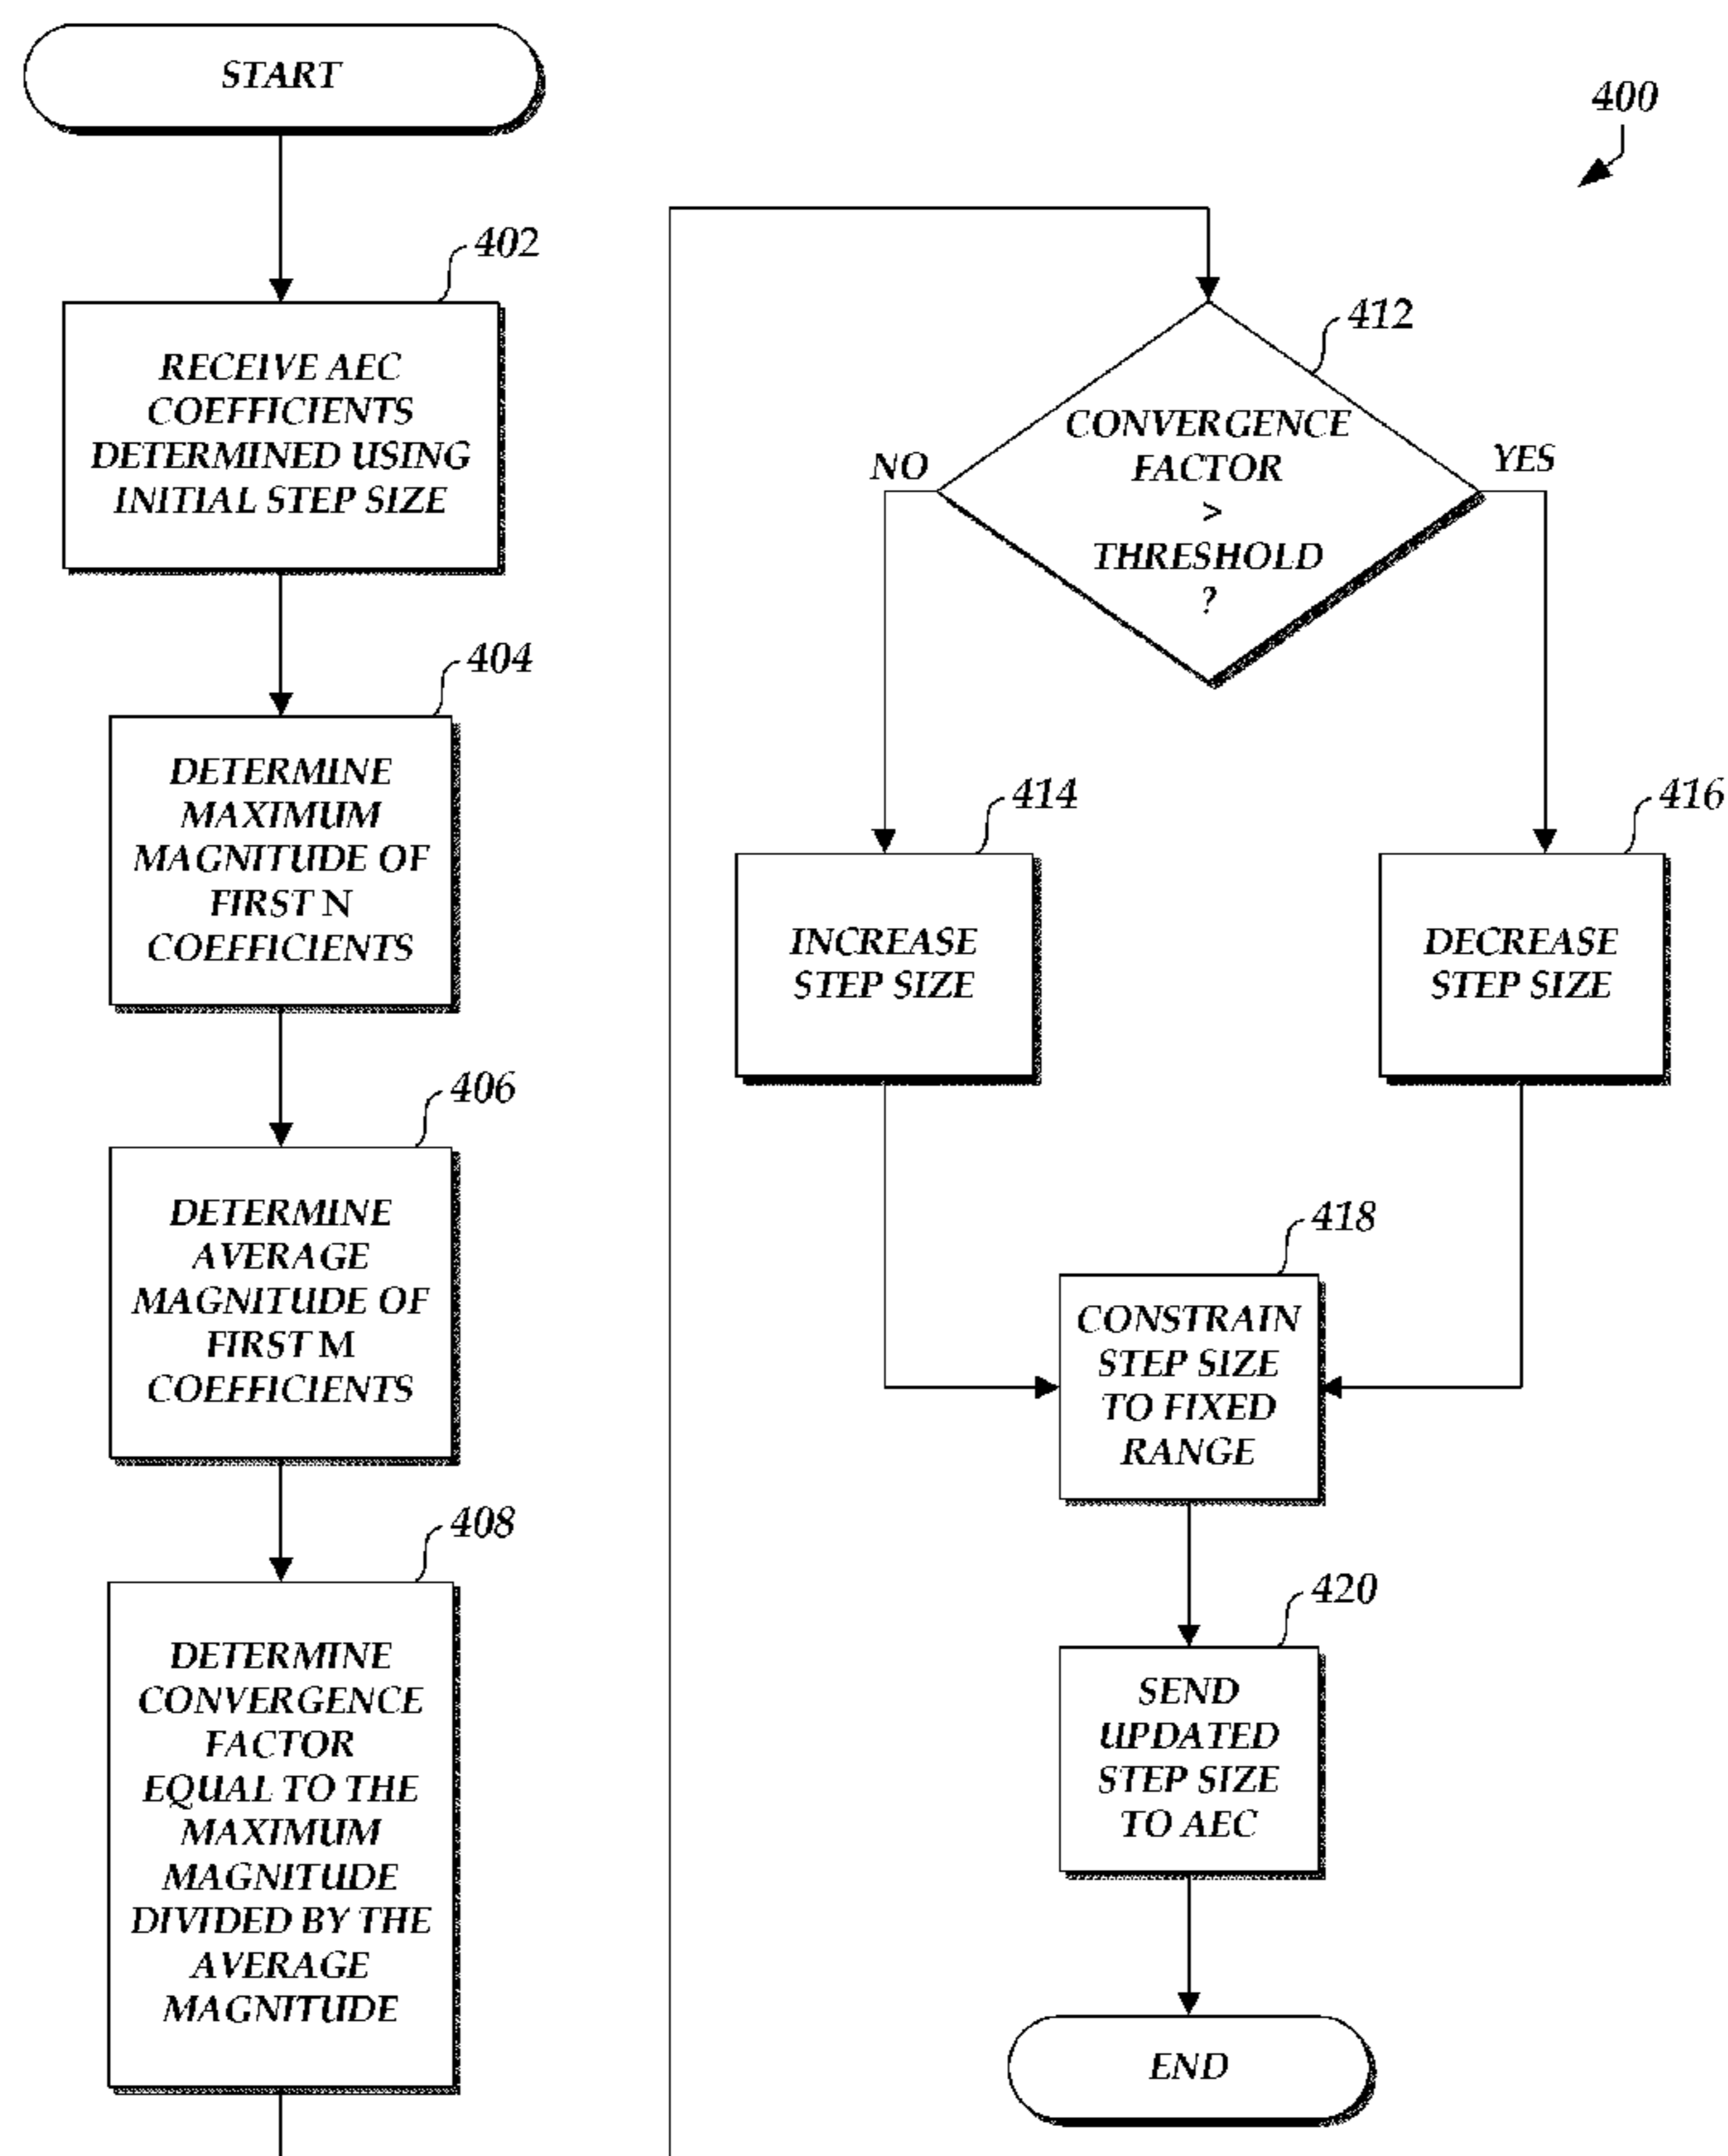 START
400
402
RECEIVE AEC
COEFFICIENTS
DETERMINED USING
INITIAL STEP SIZE
404
DETERMINE
MAXIMUM
MAGNITUDE OF
FIRST N
COEFFICIENTS
406
DETERMINE
AVERAGE
MAGNITUDE OF
FIRST M
COEFFICIENTS
408
DETERMINE
CONVERGENCE
FACTOR
EQUAL TO THE
MAXIMUM
MAGNITUDE
DIVIDED BY THE
AVERAGE
MAGNITUDE
412
CONVERGENCE
FACTOR
>
THRESHOLD
?
NO
YES
414
INCREASE
STEP SIZE
416
DECREASE
STEP SIZE
418
CONSTRAIN
STEP SIZE
TO FIXED
RANGE
420
SEND
UPDATED
STEP SIZE
TO AEC
END